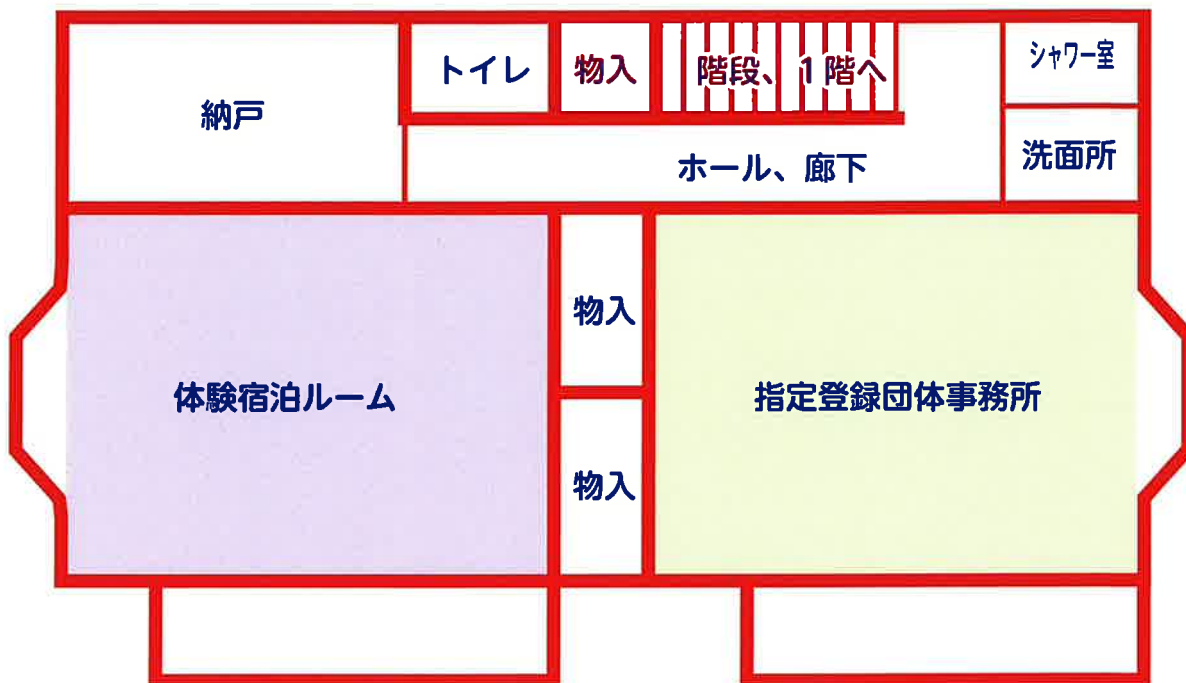 トイレ
物入
階段、1階へ
シャワー室
納戸
ホール、廊下
洗面所
物入
体験宿泊ルーム
指定登録団体事務所
物入